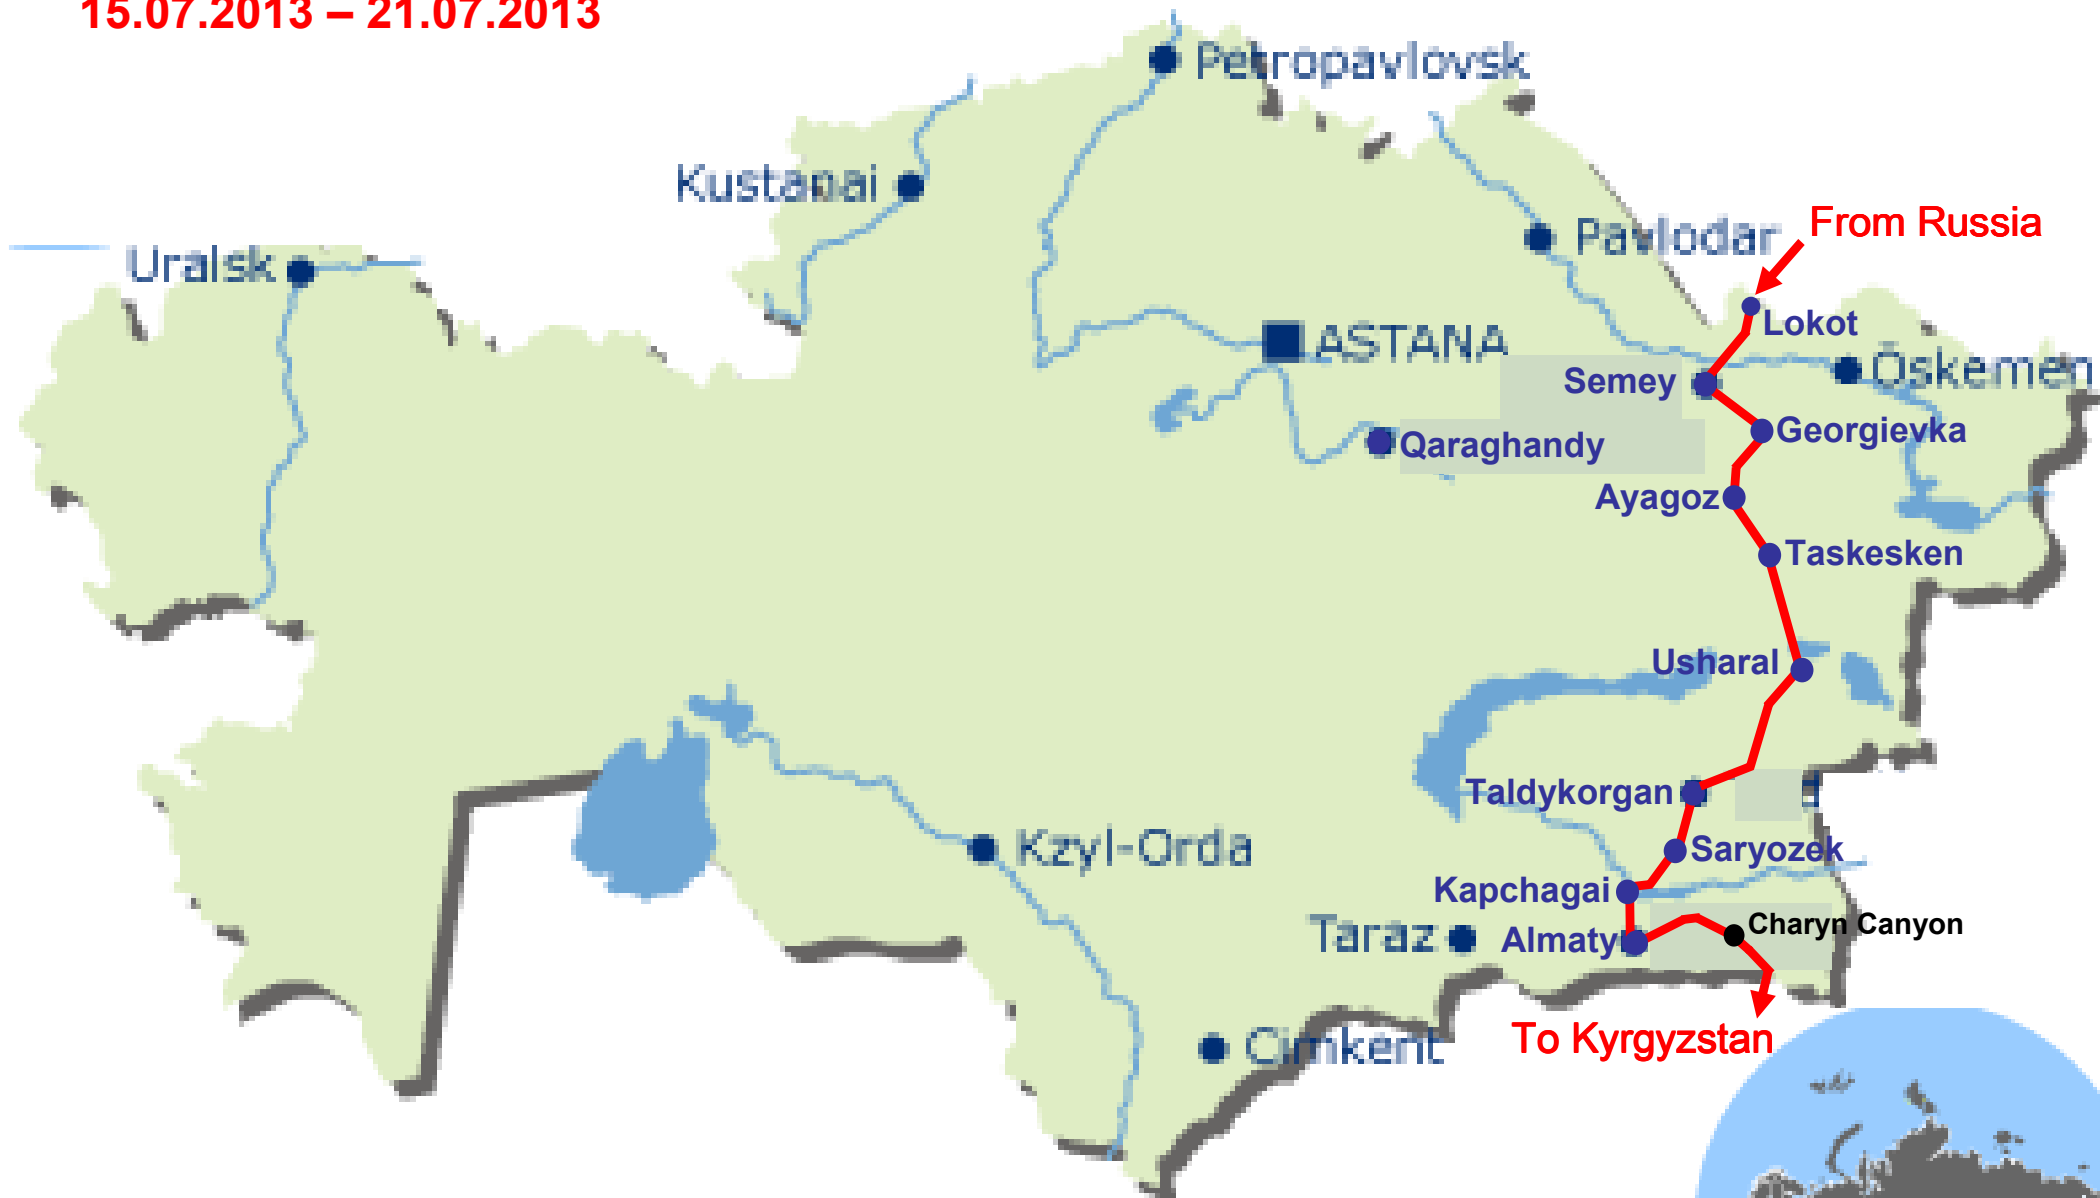 15.07.2013 – 21.07.2013
Petropavlovsk
Kustanai
Pavlodar
From Russia
Uralsk
Lokot
ASTANA
Öskemen
Semey
Georgievka
Qaraghandy
Ayagoz
Taskesken
Usharal
Taldykorgan
Kzyl-Orda
Saryozek
Kapchagai
Charyn Canyon
Taraz
Almaty
To Kyrgyzstan
Cimkent